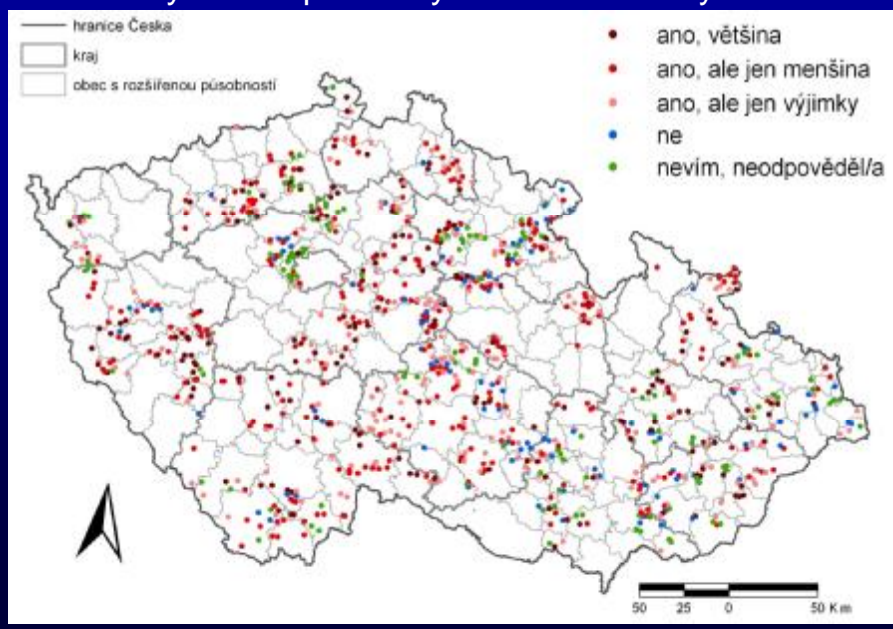 hranice Česka
kraj
obec s rozšířenou působností
ano, většina
ano, ale jen menšina
ano, ale jen výjimky
ne
nevím, neodpověděl/a
50 25 0 50 Km